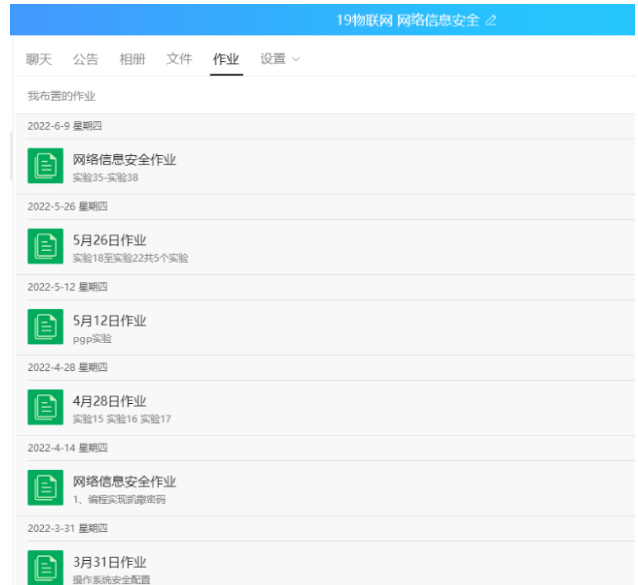 19物联网 网络信息安全
聊天 公告 相册 文件 作业 设置
我布置的作业
2022-6-9 星期四
网络信息安全作业
实验35-实验38
2022-5-26 星期四
5月26日作业
实验18至实验22共5个实验
2022-5-12 星期四
5月12日作业
pgp实验
2022-4-28 星期四
4月28日作业
实验15 实验16 实验17
2022-4-14 星期四
网络信息安全作业
1、编程实现凯撒密码
2022-3-31 星期四
3月31日作业
操作系统安全配置